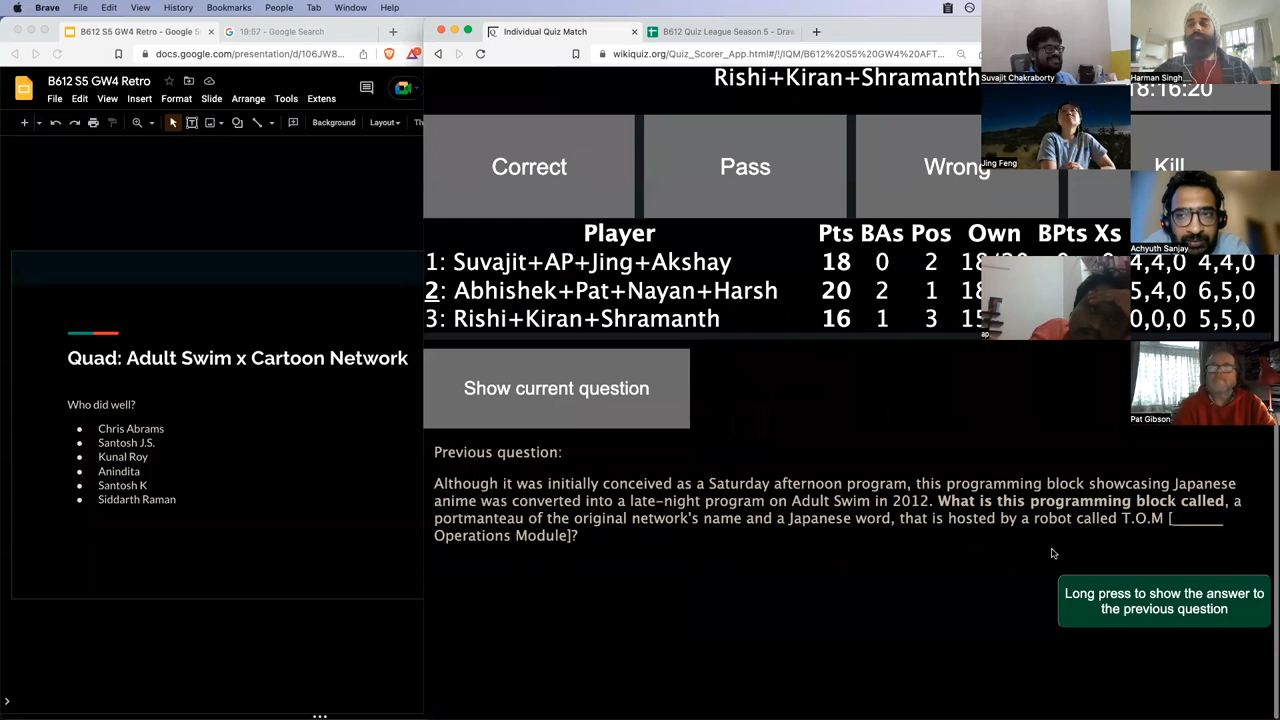 Brave File Edit View History Bookmarks People Tab Window Help
B612 S5 GW4 Retro - Google S
19:57 - Google Search
docs.google.com/presentation/d/106JW8...
B612 S5 GW4 Retro
File Edit View Insert Format Slide Arrange Tools Extens
Background Layout
Quad: Adult Swim x Cartoon Network
Who did well?
● Chris Abrams
● Santosh J.S.
● Kunal Roy
● Anindita
● Santosh K
● Siddarth Raman
Individual Quiz Match
B612 Quiz League Season 5 - Draw
wikiquiz.org/Quiz_Scorer_App.html#/!/IQM/B612%20S5%20GW4%20AFT
Rishi+Kiran+Shramanth
18:16:20
Correct
Pass
Wrong
Kill
Player Pts BAs Pos Own BPts Xs
1: Suvajit+AP+Jing+Akshay 18 0 2 4,4,0 4,4,0
2: Abhishek+Pat+Nayan+Harsh 20 2 1 5,4,0 6,5,0
3: Rishi+Kiran+Shramanth 16 1 3 0,0,0 5,5,0
Show current question
Previous question:
Although it was initially conceived as a Saturday afternoon program, this programming block showcasing Japanese
anime was converted into a late-night program on Adult Swim in 2012. What is this programming block called, a
portmanteau of the original network's name and a Japanese word, that is hosted by a robot called T.O.M [______
Operations Module]?
Long press to show the answer to
the previous question
Suvajit Chakraborty
Harman Singh
Jing Feng
Achyuth Sanjay
ap
Pat Gibson